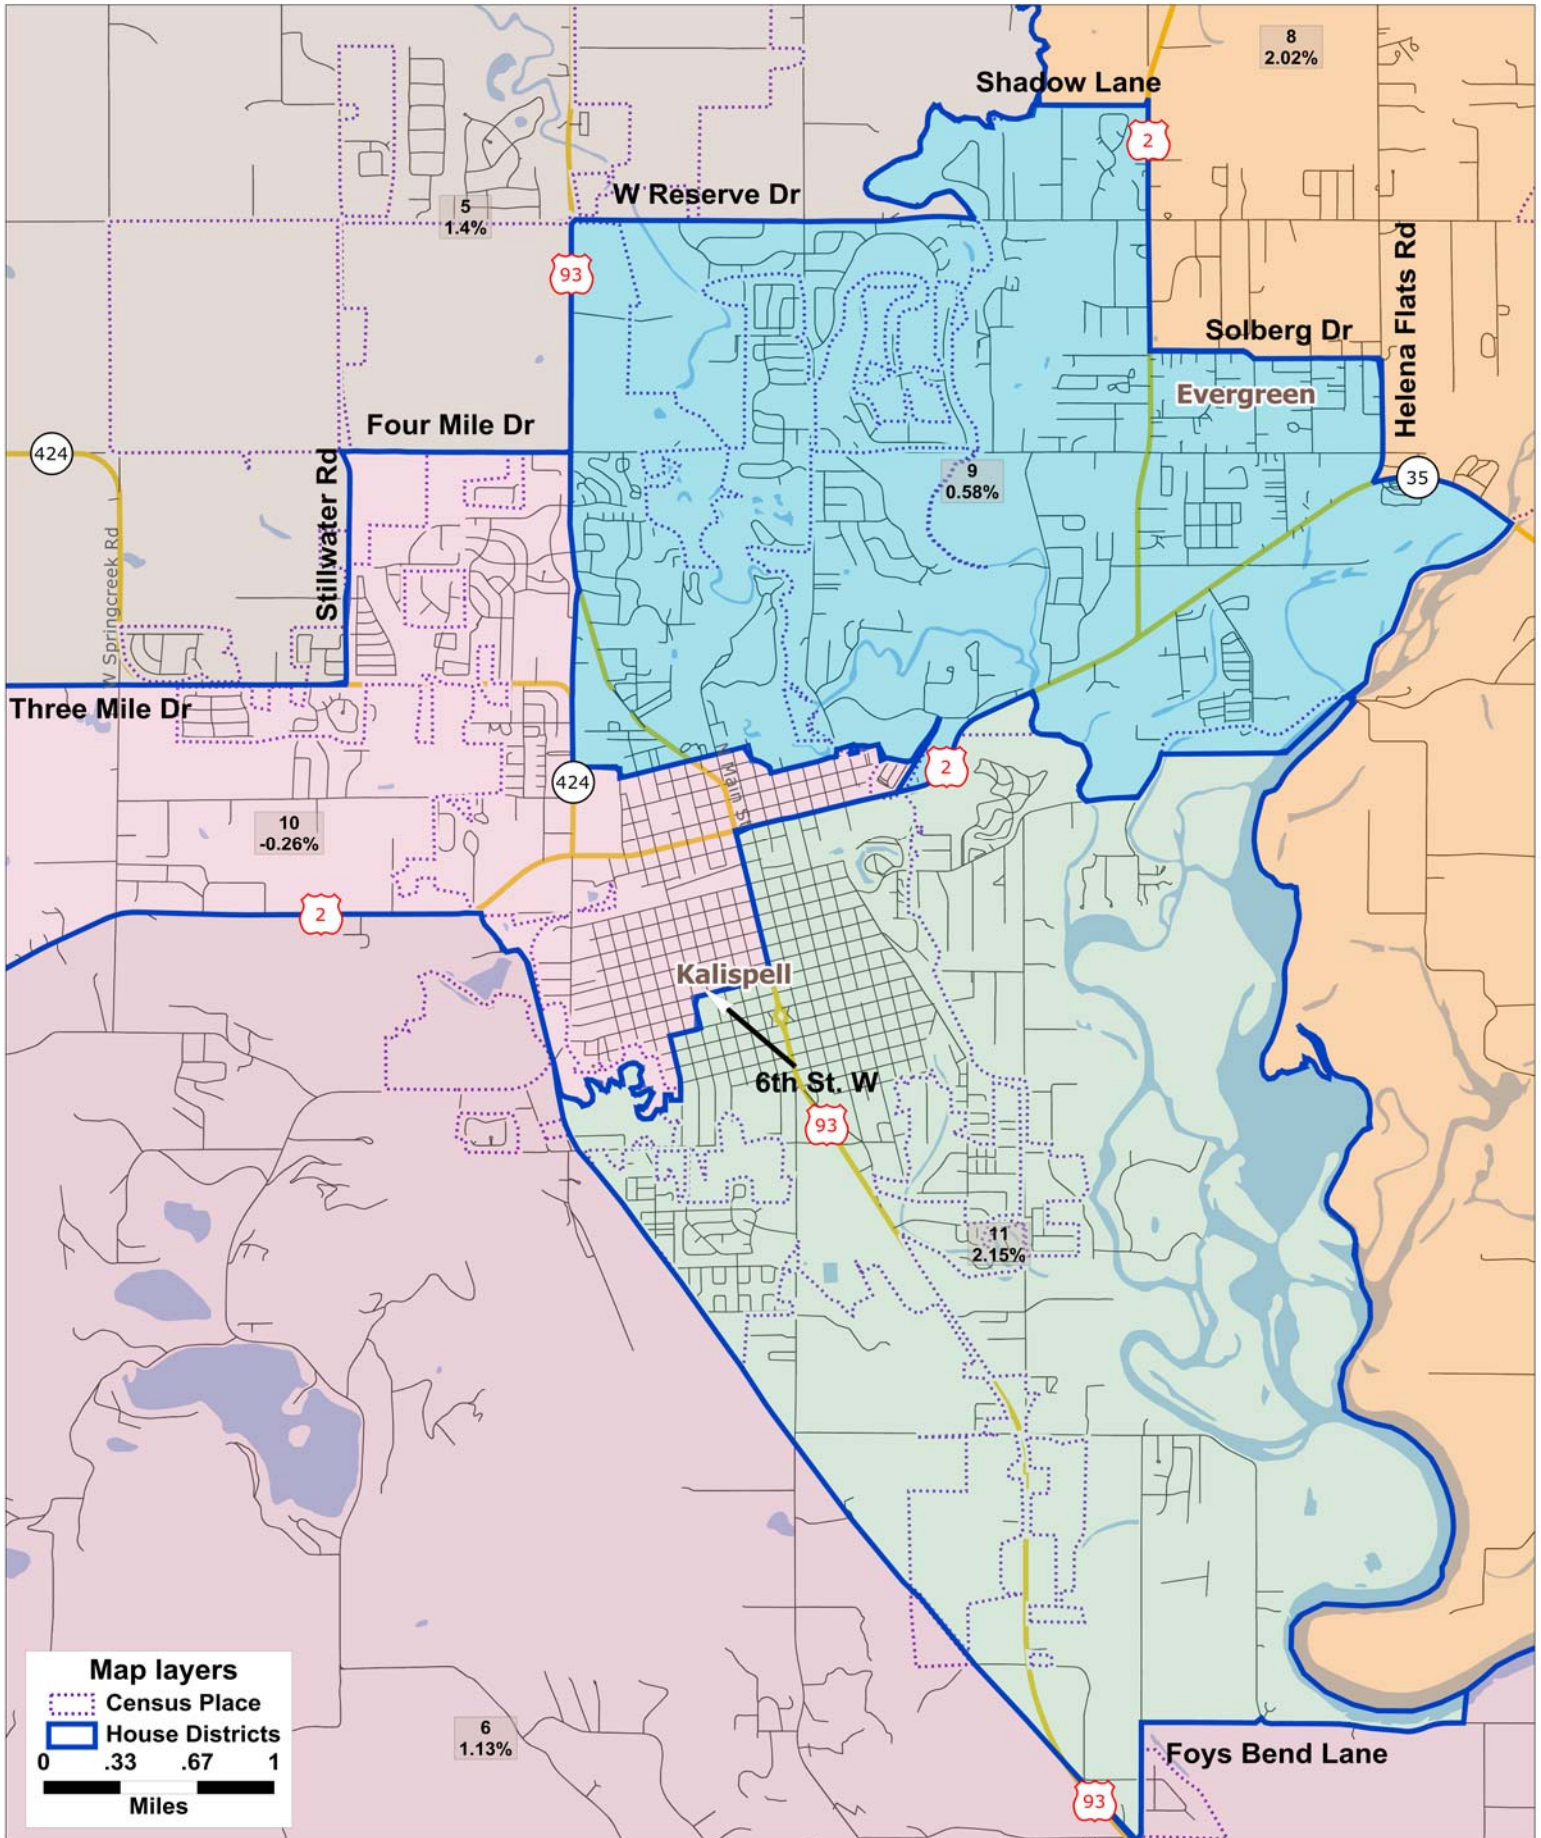 8
2.02%
Shadow Lane
2
W Reserve Dr
5
1.4%
93
Helena Flats Rd
Solberg Dr
Evergreen
Four Mile Dr
424
Stillwater Rd
9
0.58%
35
W Springcreek Rd
Three Mile Dr
N Main St
2
424
10
-0.26%
2
Kalispell
6th St. W
93
11
2.15%
Map layers
Census Place
House Districts
0 .33 .67 1
Miles
6
1.13%
Foys Bend Lane
93